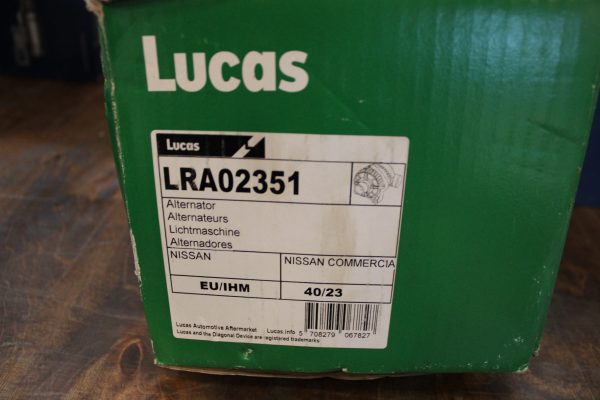 Lucas
Lucas
LRA02351
Alternator
Alternateurs
Lichtmaschine
Alternadores
NISSAN
NISSAN COMMERCIA
EU/IHM
40/23
Lucas Automotive Aftermarket Lucas.info
Lucas and the Diagonal Device are registered trademarks
5 708279 067827